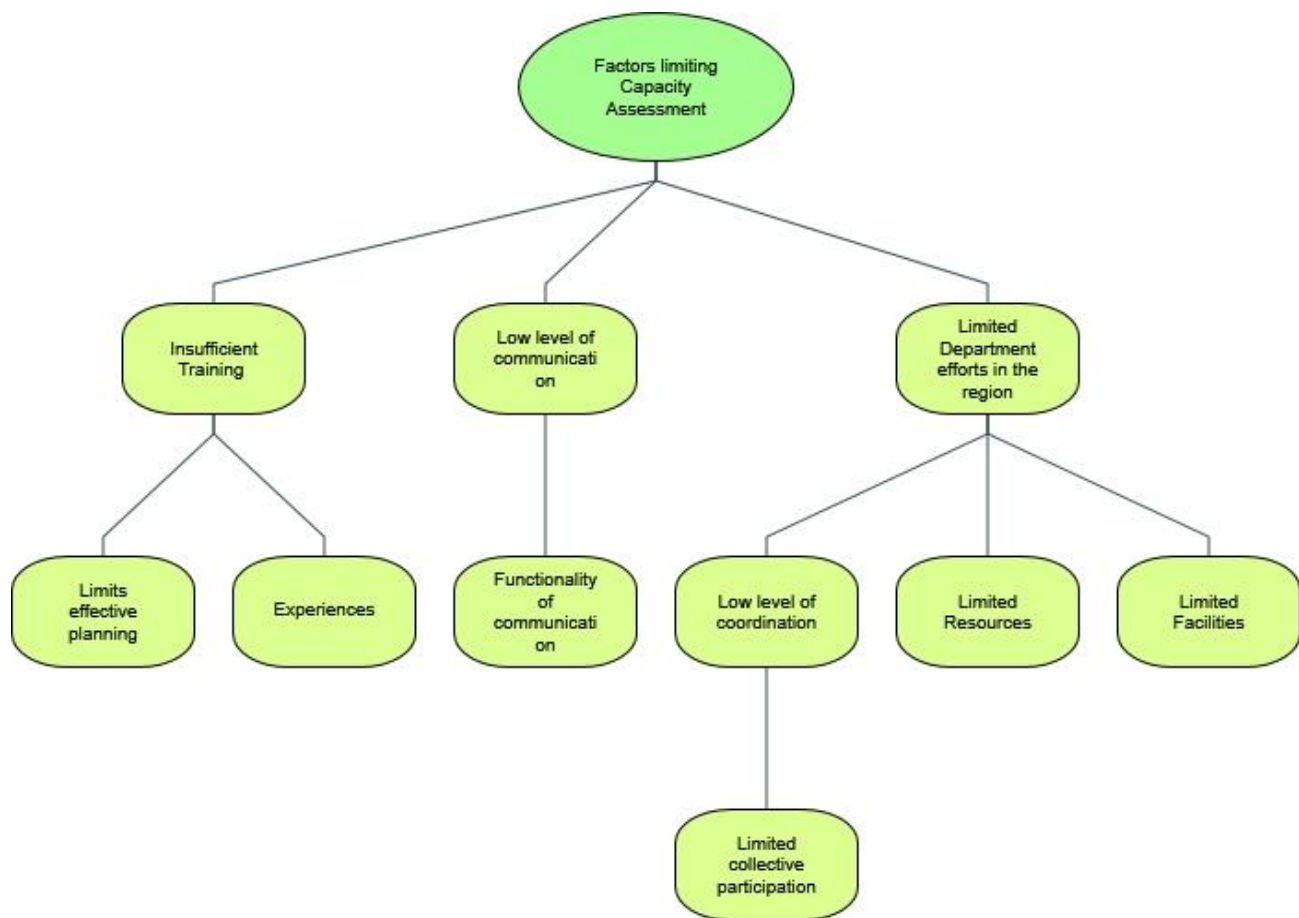 Factors limiting
Capacity
Assessment
Insufficient
Training
Low level of
communicati
on
Limited
Department
efforts in the
region
Limits
effective
planning
Experiences
Functionality
of
communicati
on
Low level of
coordination
Limited
Resources
Limited
Facilities
Limited
collective
participation